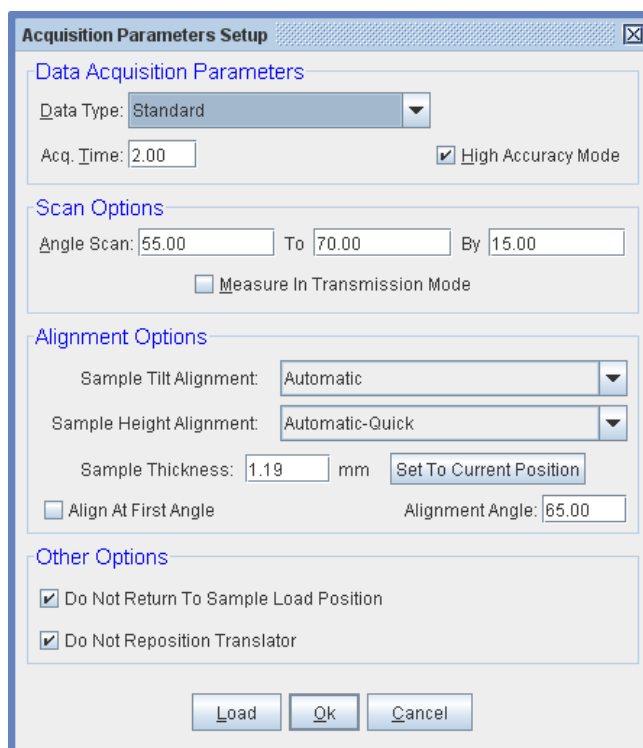 Acquisition Parameters Setup
Data Acquisition Parameters
Data Type: Standard
Acq. Time: 2.00 High Accuracy Mode
Scan Options
Angle Scan: 55.00 To 70.00 By 15.00
Measure In Transmission Mode
Alignment Options
Sample Tilt Alignment: Automatic
Sample Height Alignment: Automatic-Quick
Sample Thickness: 1.19 mm Set To Current Position
Align At First Angle Alignment Angle: 65.00
Other Options
Do Not Return To Sample Load Position
Do Not Reposition Translator
Load Ok Cancel